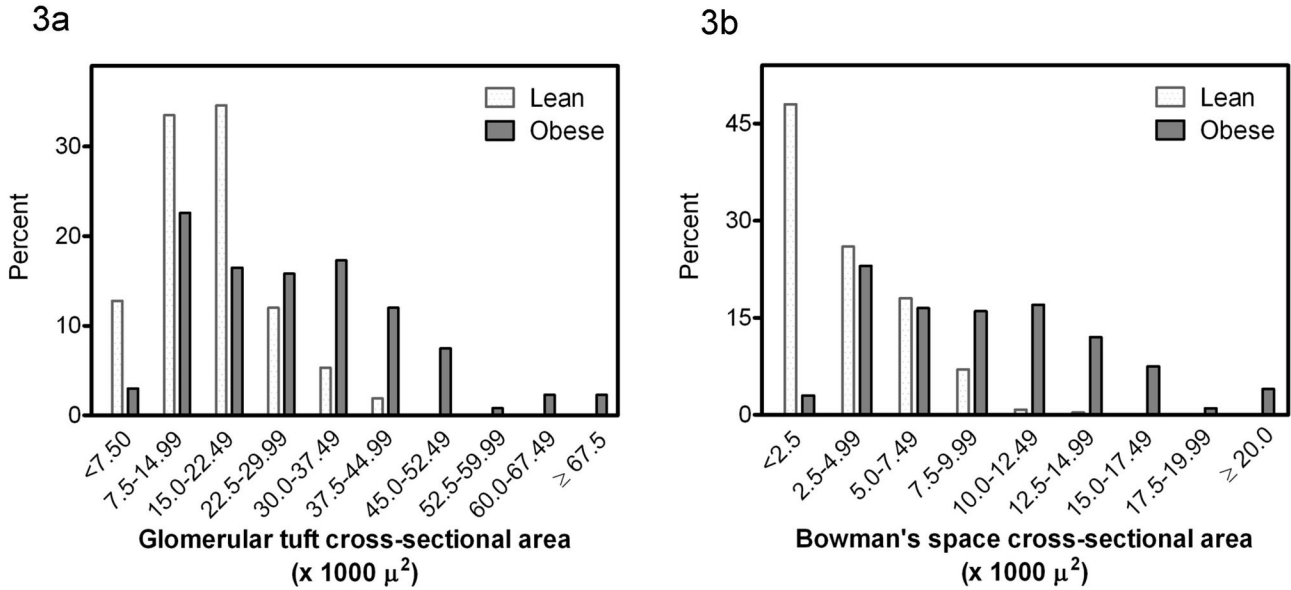 3a
Lean
Obese
Percent
30
20
10
0
<7.50
7.5-14.99
15.0-22.49
22.5-29.99
30.0-37.49
37.5-44.99
45.0-52.49
52.5-59.99
60.0-67.49
≥ 67.5
Glomerular tuft cross-sectional area
(x 1000 μ²)
3b
Lean
Obese
Percent
45
30
15
0
<2.5
2.5-4.99
5.0-7.49
7.5-9.99
10.0-12.49
12.5-14.99
15.0-17.49
17.5-19.99
≥ 20.0
Bowman's space cross-sectional area
(x 1000 μ²)